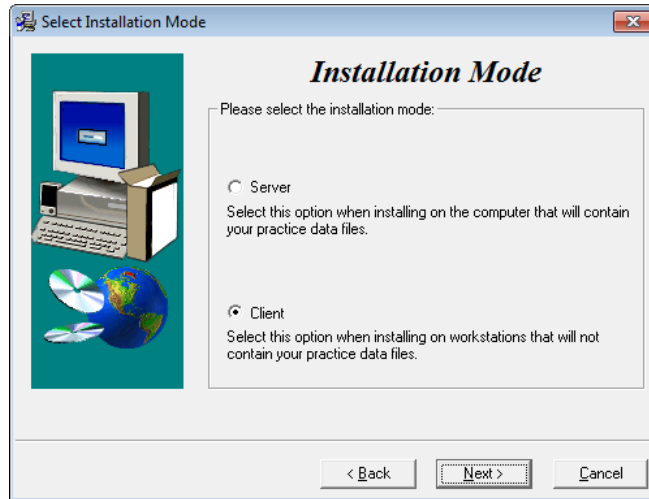 Select Installation Mode
Installation Mode
Please select the installation mode:
Server
Select this option when installing on the computer that will contain
your practice data files.
Client
Select this option when installing on workstations that will not
contain your practice data files.
< Back
Next >
Cancel